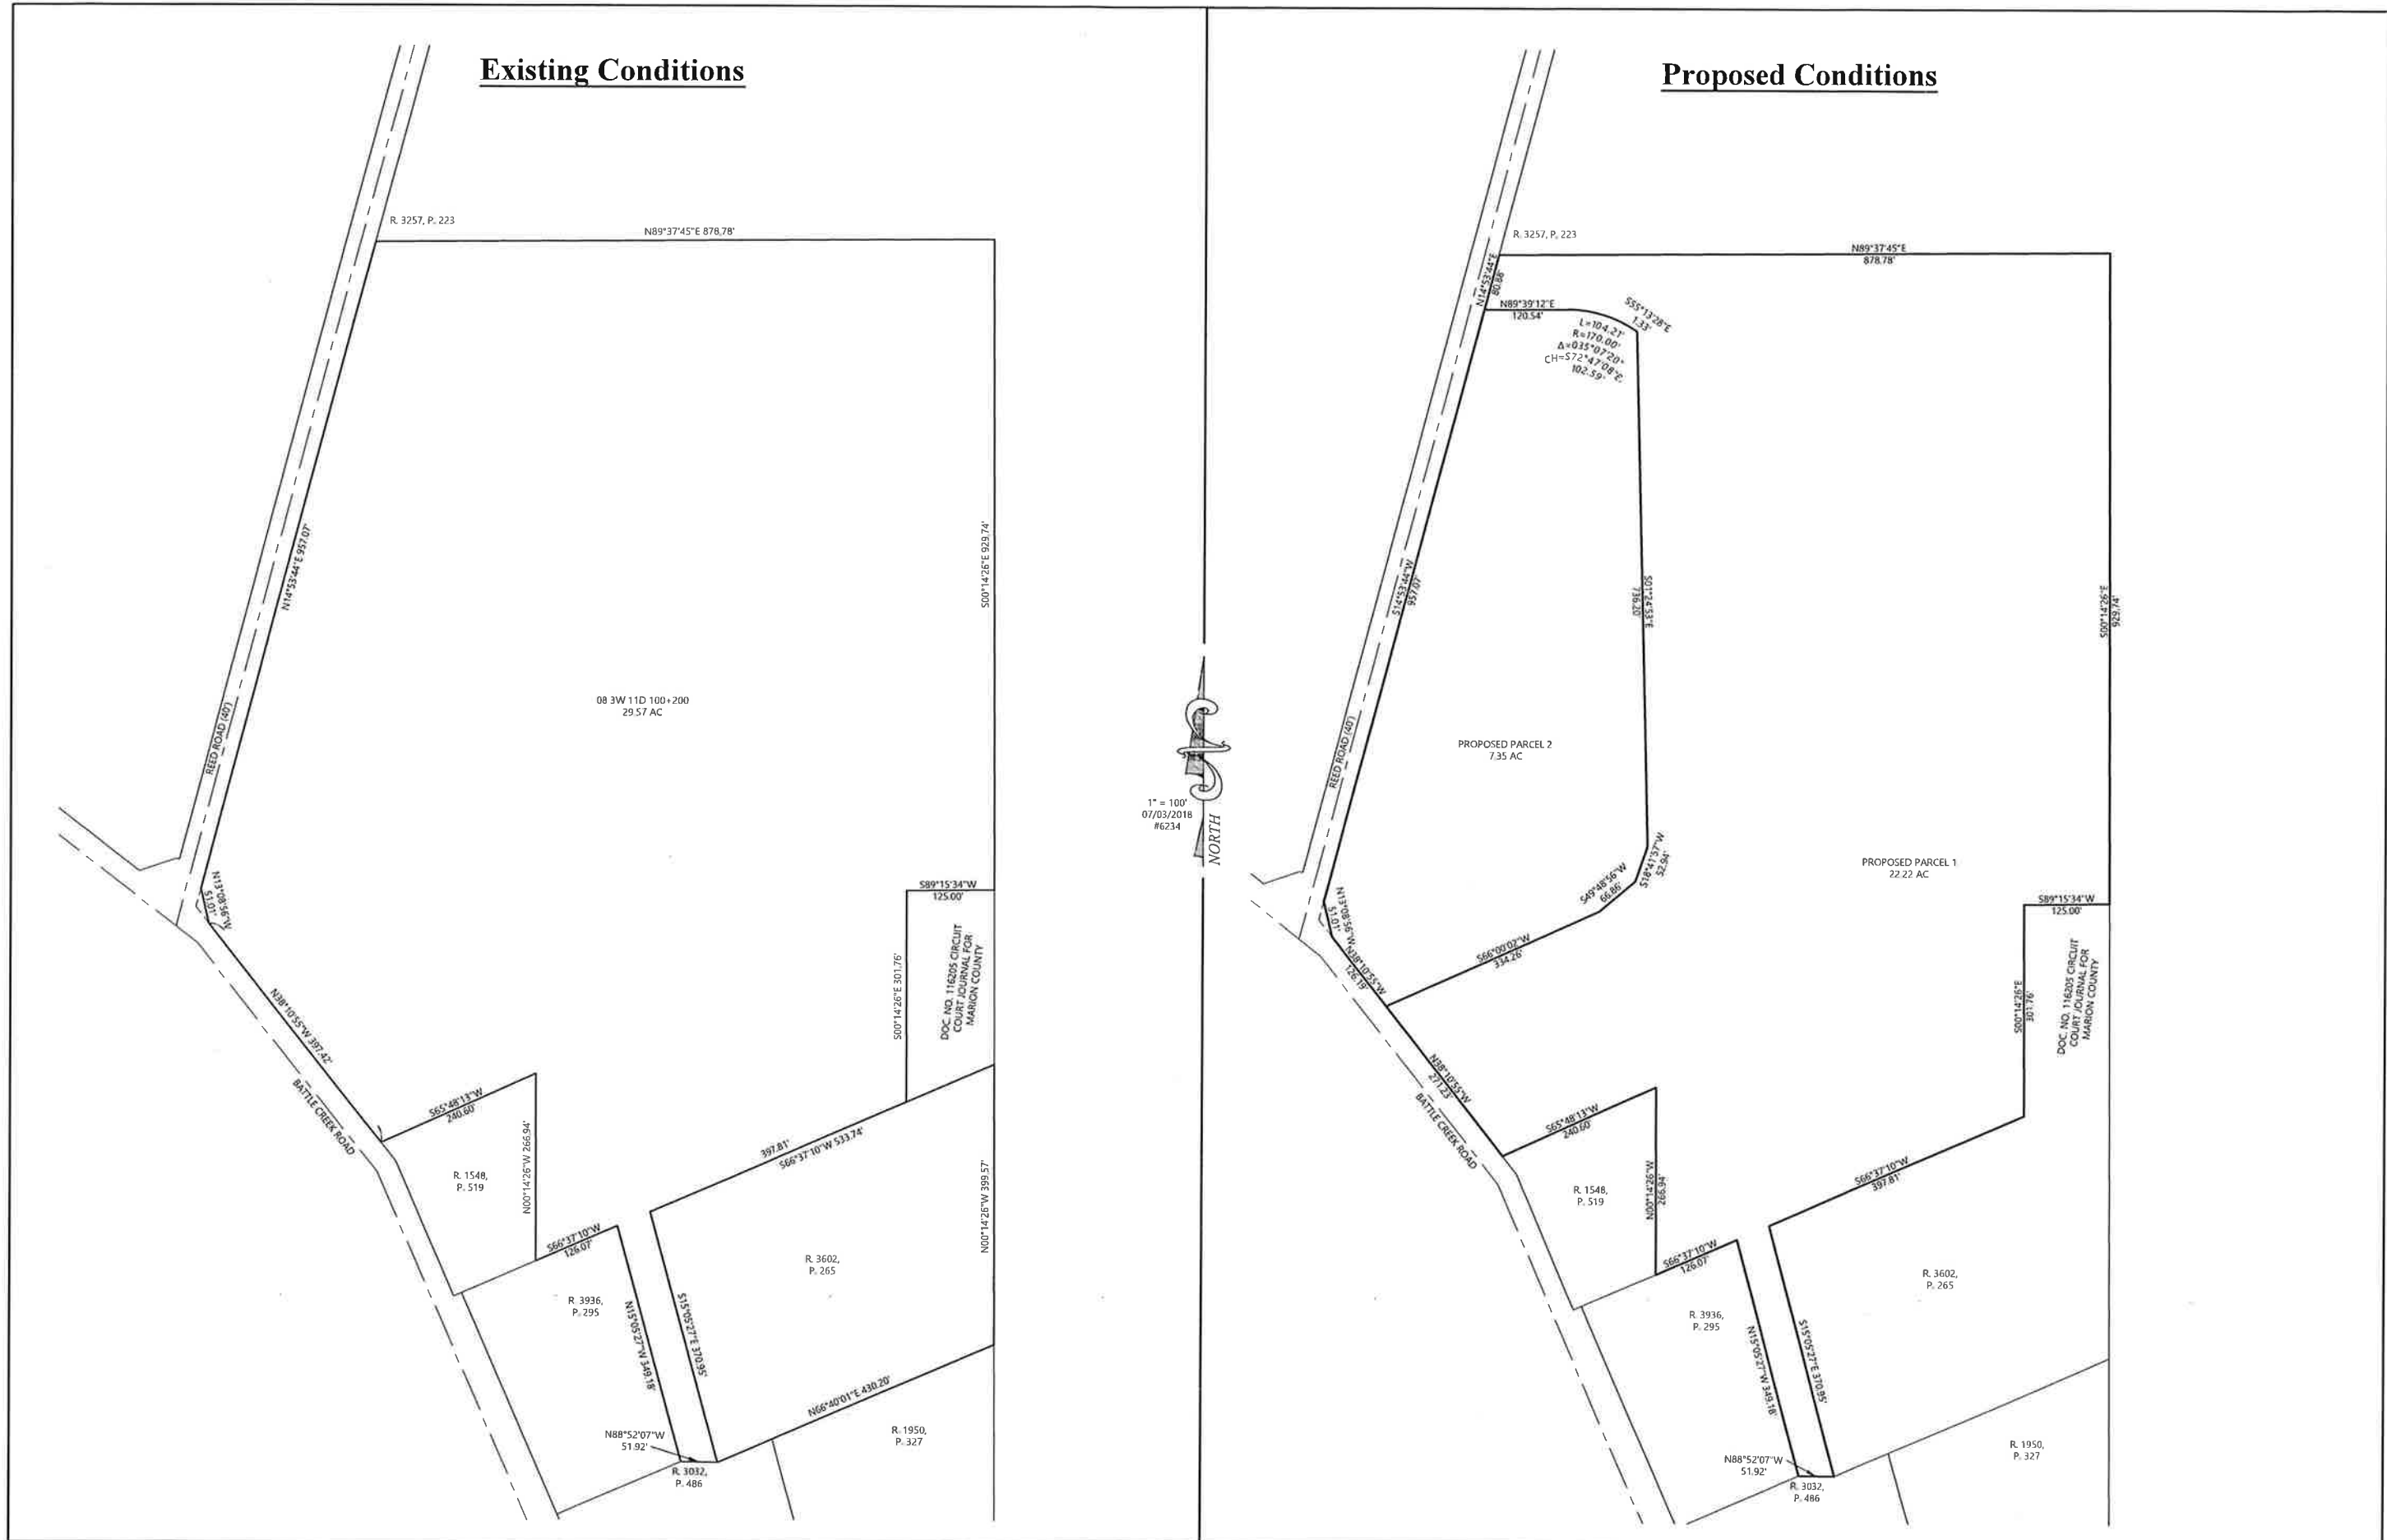 Existing Conditions
R. 3257, P. 223
N89°37'45"E 878.78'
N14°53'44"E 957.07'
S00°14'26"E 929.74'
08 3W 11D 100+200
29.57 AC
REED ROAD (40')
N13°08'56"W
51.01'
S89°15'34"W
125.00'
DOC. NO. 116205 CIRCUIT
COURT JOURNAL FOR
MARION COUNTY
S00°14'26"E 301.76'
N38°10'55"W 397.42'
BATTLE CREEK ROAD
S65°48'13"W
240.60'
N00°14'26"W 266.94'
R. 1548,
P. 519
397.81'
S66°37'10"W 533.74'
N00°14'26"W 399.57'
S66°37'10"W
126.07'
R. 3602,
P. 265
R. 3936,
P. 295
N15°05'27"W 349.18'
S15°05'27"E 370.95'
N66°40'01"E 430.20'
N88°52'07"W
51.92'
R. 3032,
P. 486
R. 1950,
P. 327
1" = 100'
07/03/2018
#6234
NORTH
Proposed Conditions
R. 3257, P. 223
N89°37'45"E
878.78'
N14°53'44"E
80.88'
N89°39'12"E
120.54'
S55°13'28"E
1.33'
L=104.21'
R=170.00'
Δ=035°07'20"
CH=S72°47'08"E,
102.59'
S14°53'44"W
957.07'
S01°24'53"E
736.20'
S00°14'26"E
929.74'
REED ROAD (40')
PROPOSED PARCEL 2
7.35 AC
PROPOSED PARCEL 1
22.22 AC
S18°41'57"W
52.94'
S49°48'56"W
66.86'
S66°00'02"W
334.26'
N13°08'56"W
51.01'
N38°10'55"W
126.19'
S89°15'34"W
125.00'
DOC. NO. 116205 CIRCUIT
COURT JOURNAL FOR
MARION COUNTY
S00°14'26"E
301.76'
N38°10'55"W
271.23'
BATTLE CREEK ROAD
S65°48'13"W
240.60'
N00°14'26"W
266.94'
R. 1548,
P. 519
S66°37'10"W
397.81'
S66°37'10"W
126.07'
R. 3602,
P. 265
R. 3936,
P. 295
N15°05'27"W 349.18'
S15°05'27"E 370.95'
N88°52'07"W
51.92'
R. 3032,
P. 486
R. 1950,
P. 327